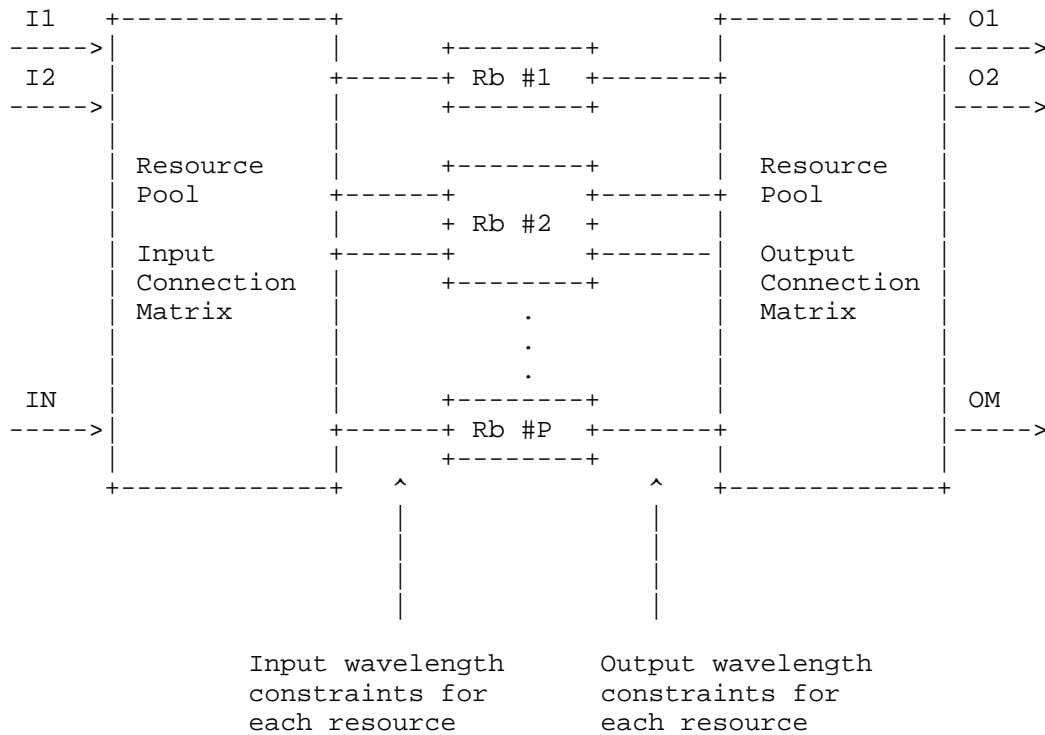 I1 O1
I2 Rb #1 O2
Resource Resource
Pool Pool
Rb #2
Input Output
Connection Connection
Matrix Matrix
IN OM
Rb #P
Input wavelength Output wavelength
constraints for constraints for
each resource each resource